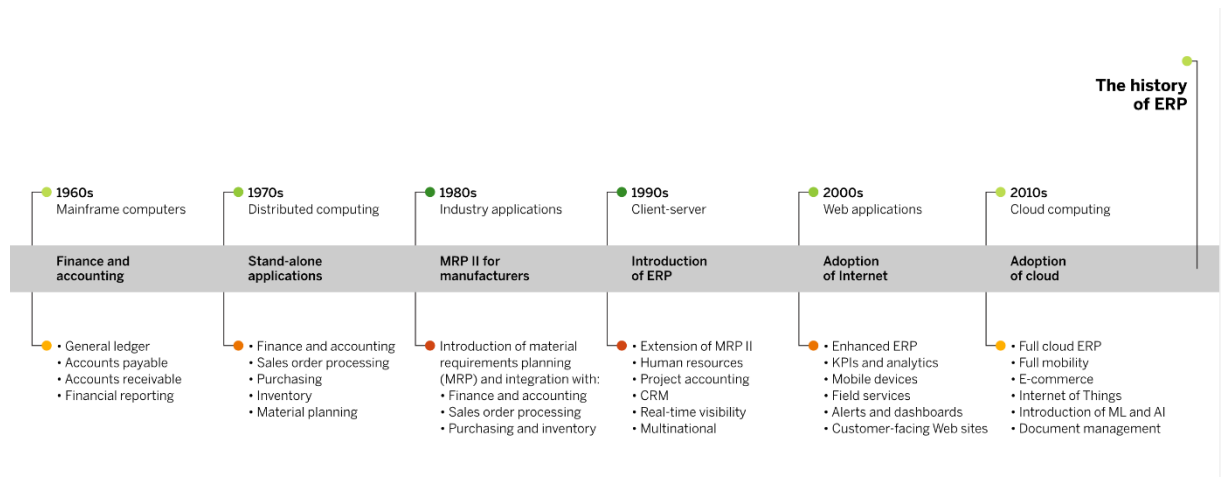 The history
of ERP
1960s
Mainframe computers
Finance and
accounting
• General ledger
• Accounts payable
• Accounts receivable
• Financial reporting
1970s
Distributed computing
Stand-alone
applications
• Finance and accounting
• Sales order processing
• Purchasing
• Inventory
• Material planning
1980s
Industry applications
MRP II for
manufacturers
Introduction of material
requirements planning
(MRP) and integration with:
• Finance and accounting
• Sales order processing
• Purchasing and inventory
1990s
Client-server
Introduction
of ERP
• Extension of MRP II
• Human resources
• Project accounting
• CRM
• Real-time visibility
• Multinational
2000s
Web applications
Adoption
of Internet
• Enhanced ERP
• KPIs and analytics
• Mobile devices
• Field services
• Alerts and dashboards
• Customer-facing Web sites
2010s
Cloud computing
Adoption
of cloud
• Full cloud ERP
• Full mobility
• E-commerce
• Internet of Things
• Introduction of ML and AI
• Document management